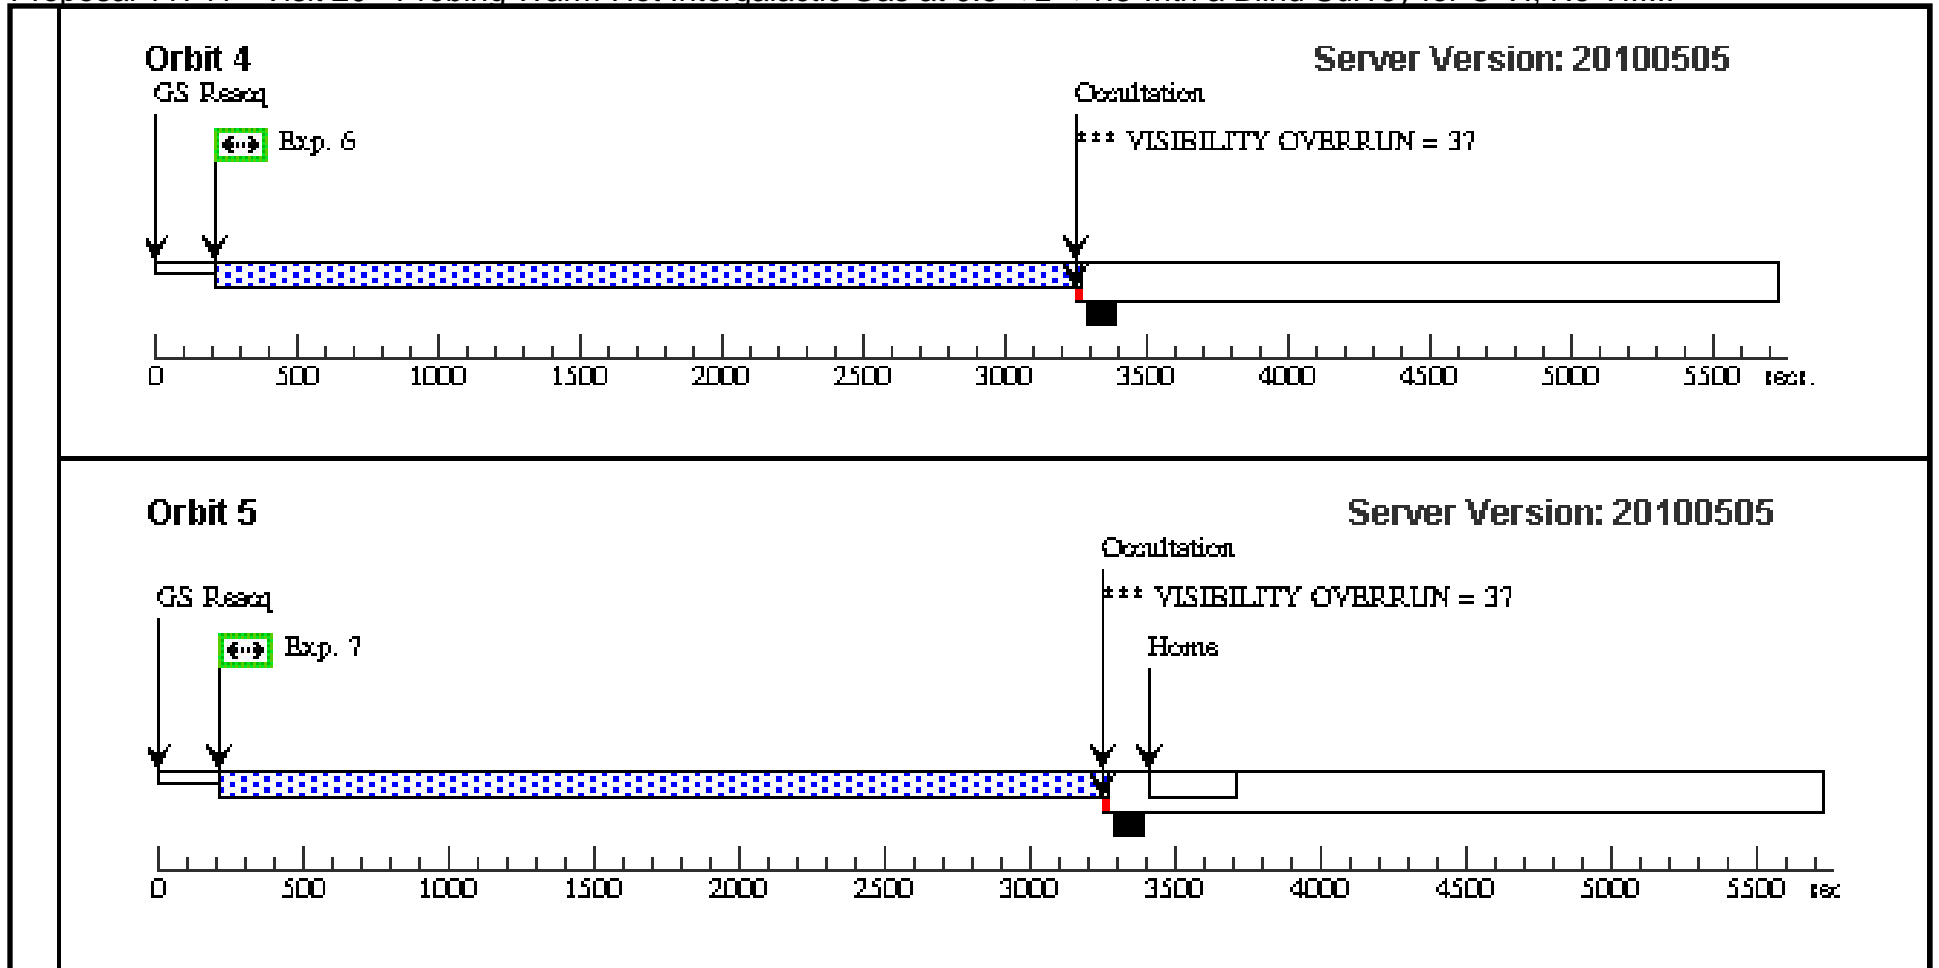 Orbit 4
Server Version: 20100505
GS Reacq
Occultation
Exp. 6
*** VISIBILITY OVERRUN = 37
0 500 1000 1500 2000 2500 3000 3500 4000 4500 5000 5500 secs.
Orbit 5
Server Version: 20100505
Occultation
GS Reacq
*** VISIBILITY OVERRUN = 37
Exp. 7
Home
0 500 1000 1500 2000 2500 3000 3500 4000 4500 5000 5500 sec